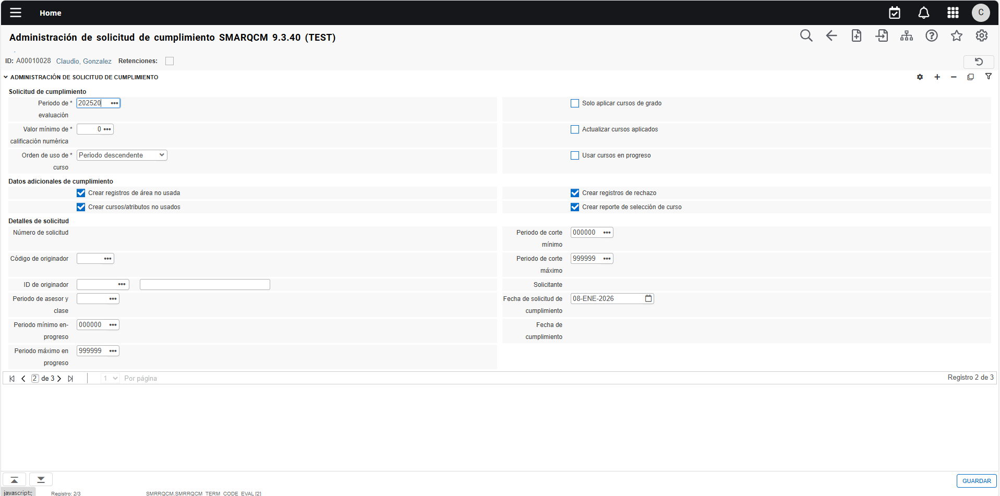 Home
C
Administración de solicitud de cumplimiento SMARQCM 9.3.40 (TEST)
ID: A00010028 Claudio, Gonzalez Retenciones:
ADMINISTRACIÓN DE SOLICITUD DE CUMPLIMIENTO
Solicitud de cumplimiento
Periodo de * 202520 Solo aplicar cursos de grado
evaluación
Valor mínimo de * 0 Actualizar cursos aplicados
calificación numérica
Orden de uso de * Periodo descendente Usar cursos en progreso
curso
Datos adicionales de cumplimiento
Crear registros de área no usada Crear registros de rechazo
Crear cursos/atributos no usados Crear reporte de selección de curso
Detalles de solicitud
Número de solicitud Periodo de corte 000000
mínimo
Código de originador Periodo de corte 999999
máximo
ID de originador Solicitante
Periodo de asesor y Fecha de solicitud de 08-ENE-2026
clase cumplimiento
Periodo mínimo en- 000000 Fecha de
progreso cumplimiento
Periodo máximo en 999999
progreso
2 de 3 1 Por página Registro 2 de 3
GUARDAR
javascript:; Registro: 2/3 SMRRQCM.SMRRQCM_TERM_CODE_EVAL [2]